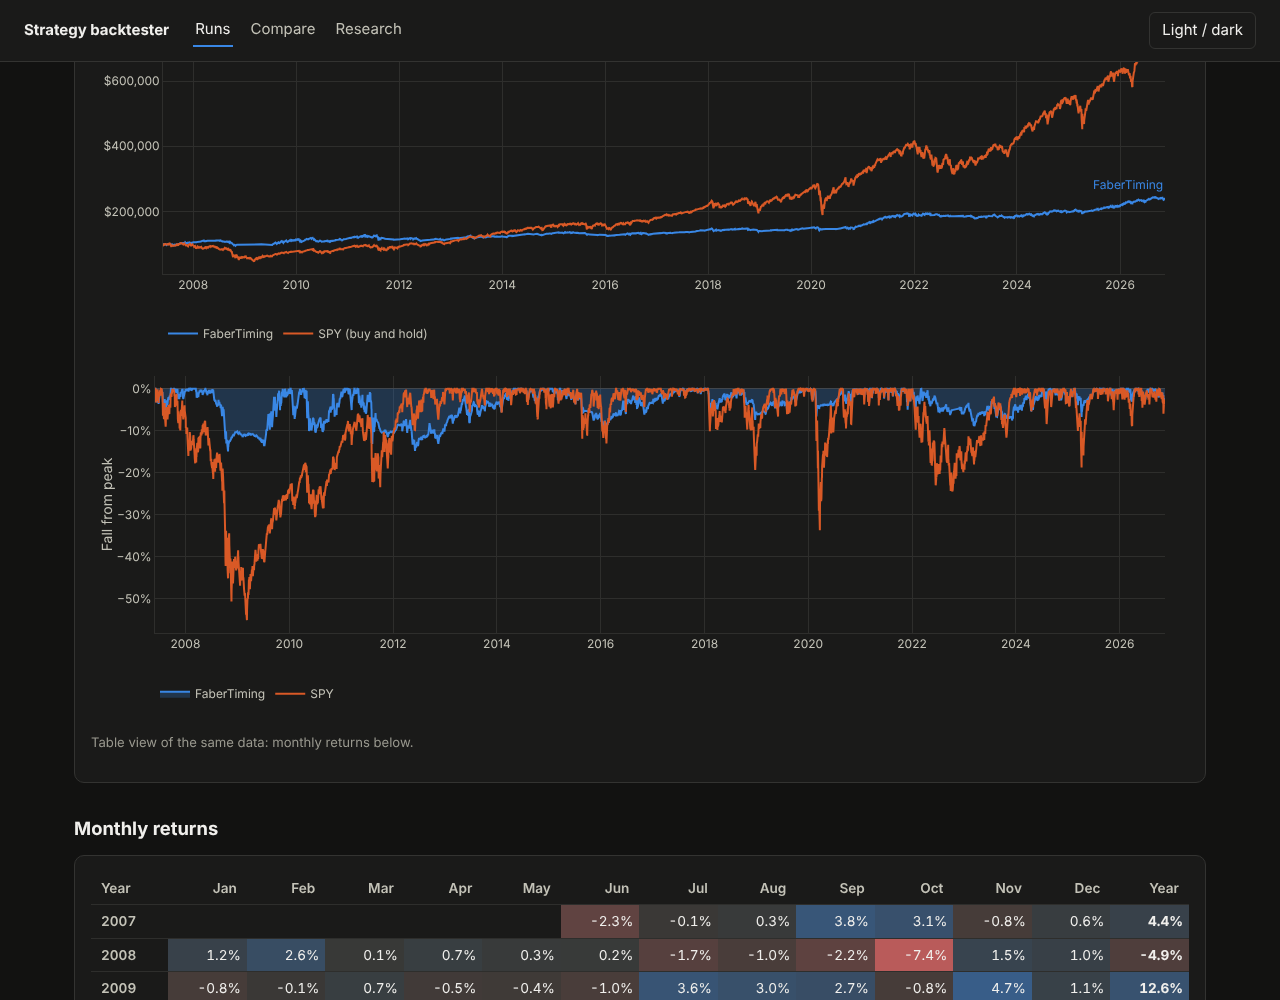 Strategy backtester Runs Compare Research Light / dark
$600,000
$400,000
FaberTiming
$200,000
2008 2010 2012 2014 2016 2018 2020 2022 2024 2026
FaberTiming SPY (buy and hold)
0%
−10%
−20%
−30%
−40%
−50%
Fall from peak
2008 2010 2012 2014 2016 2018 2020 2022 2024 2026
FaberTiming SPY
Table view of the same data: monthly returns below.
Monthly returns
Year Jan Feb Mar Apr May Jun Jul Aug Sep Oct Nov Dec Year
2007 -2.3% -0.1% 0.3% 3.8% 3.1% -0.8% 0.6% 4.4%
2008 1.2% 2.6% 0.1% 0.7% 0.3% 0.2% -1.7% -1.0% -2.2% -7.4% 1.5% 1.0% -4.9%
2009 -0.8% -0.1% 0.7% -0.5% -0.4% -1.0% 3.6% 3.0% 2.7% -0.8% 4.7% 1.1% 12.6%